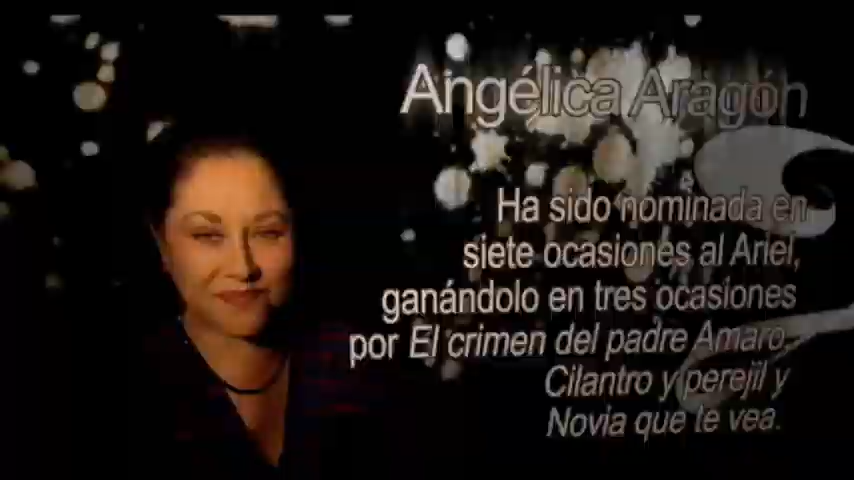 Angélica Aragón
Ha sido nominada en
siete ocasiones al Ariel,
ganándolo en tres ocasiones
por El crimen del padre Amaro,
Cilantro y perejil y
Novia que te vea.